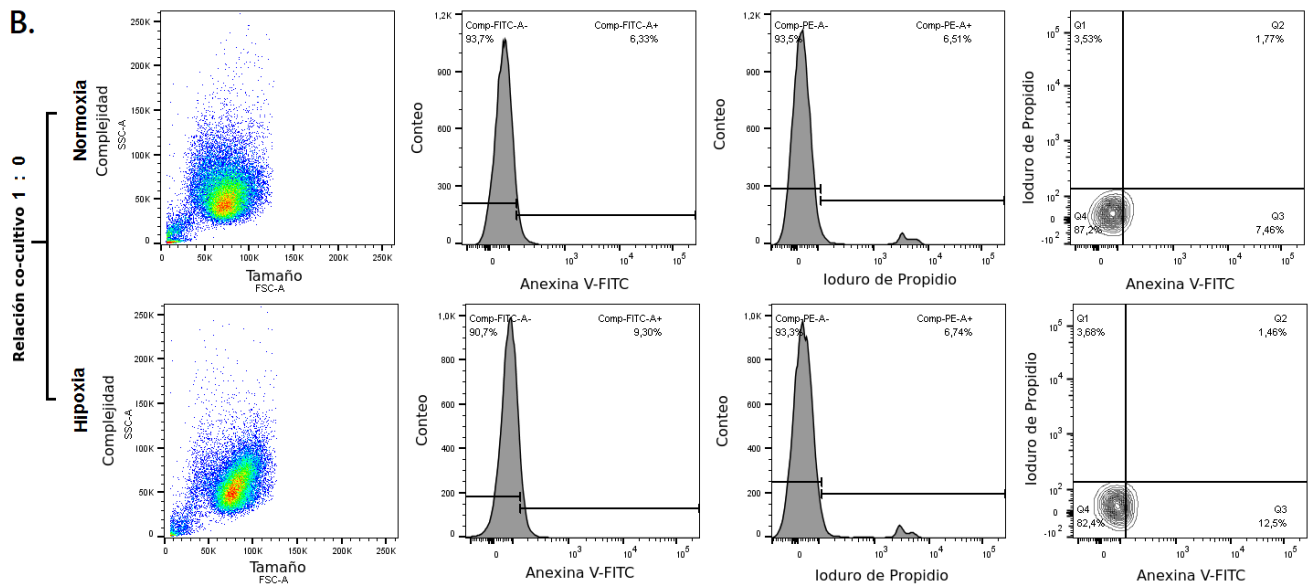 B.
Relación co-cultivo 1 : 0
Normoxia
Complejidad
SSC-A
250K
200K
150K
100K
50K
0
0 50K 100K 150K 200K 250K
Tamaño
FSC-A
Conteo
1,2K
900
600
300
0
Comp-FITC-A- Comp-FITC-A+
93,7% 6,33%
0 10^3 10^4 10^5
Anexina V-FITC
Conteo
1,2K
900
600
300
0
Comp-PE-A- Comp-PE-A+
93,5% 6,51%
0 10^3 10^4 10^5
Ioduro de Propidio
Ioduro de Propidio
10^5
10^4
10^3
10^2
0
-10^2
Q1 Q2
3,53% 1,77%
Q4 Q3
87,2% 7,46%
0 10^3 10^4 10^5
Anexina V-FITC
Hipoxia
Complejidad
SSC-A
250K
200K
150K
100K
50K
0
0 50K 100K 150K 200K 250K
Tamaño
FSC-A
Conteo
1,0K
800
600
400
200
0
Comp-FITC-A- Comp-FITC-A+
90,7% 9,30%
0 10^3 10^4 10^5
Anexina V-FITC
Conteo
1,0K
800
600
400
200
0
Comp-PE-A- Comp-PE-A+
93,3% 6,74%
0 10^3 10^4 10^5
Ioduro de Propidio
Ioduro de Propidio
10^5
10^4
10^3
10^2
0
-10^2
Q1 Q2
3,68% 1,46%
Q4 Q3
82,4% 12,5%
0 10^3 10^4 10^5
Anexina V-FITC